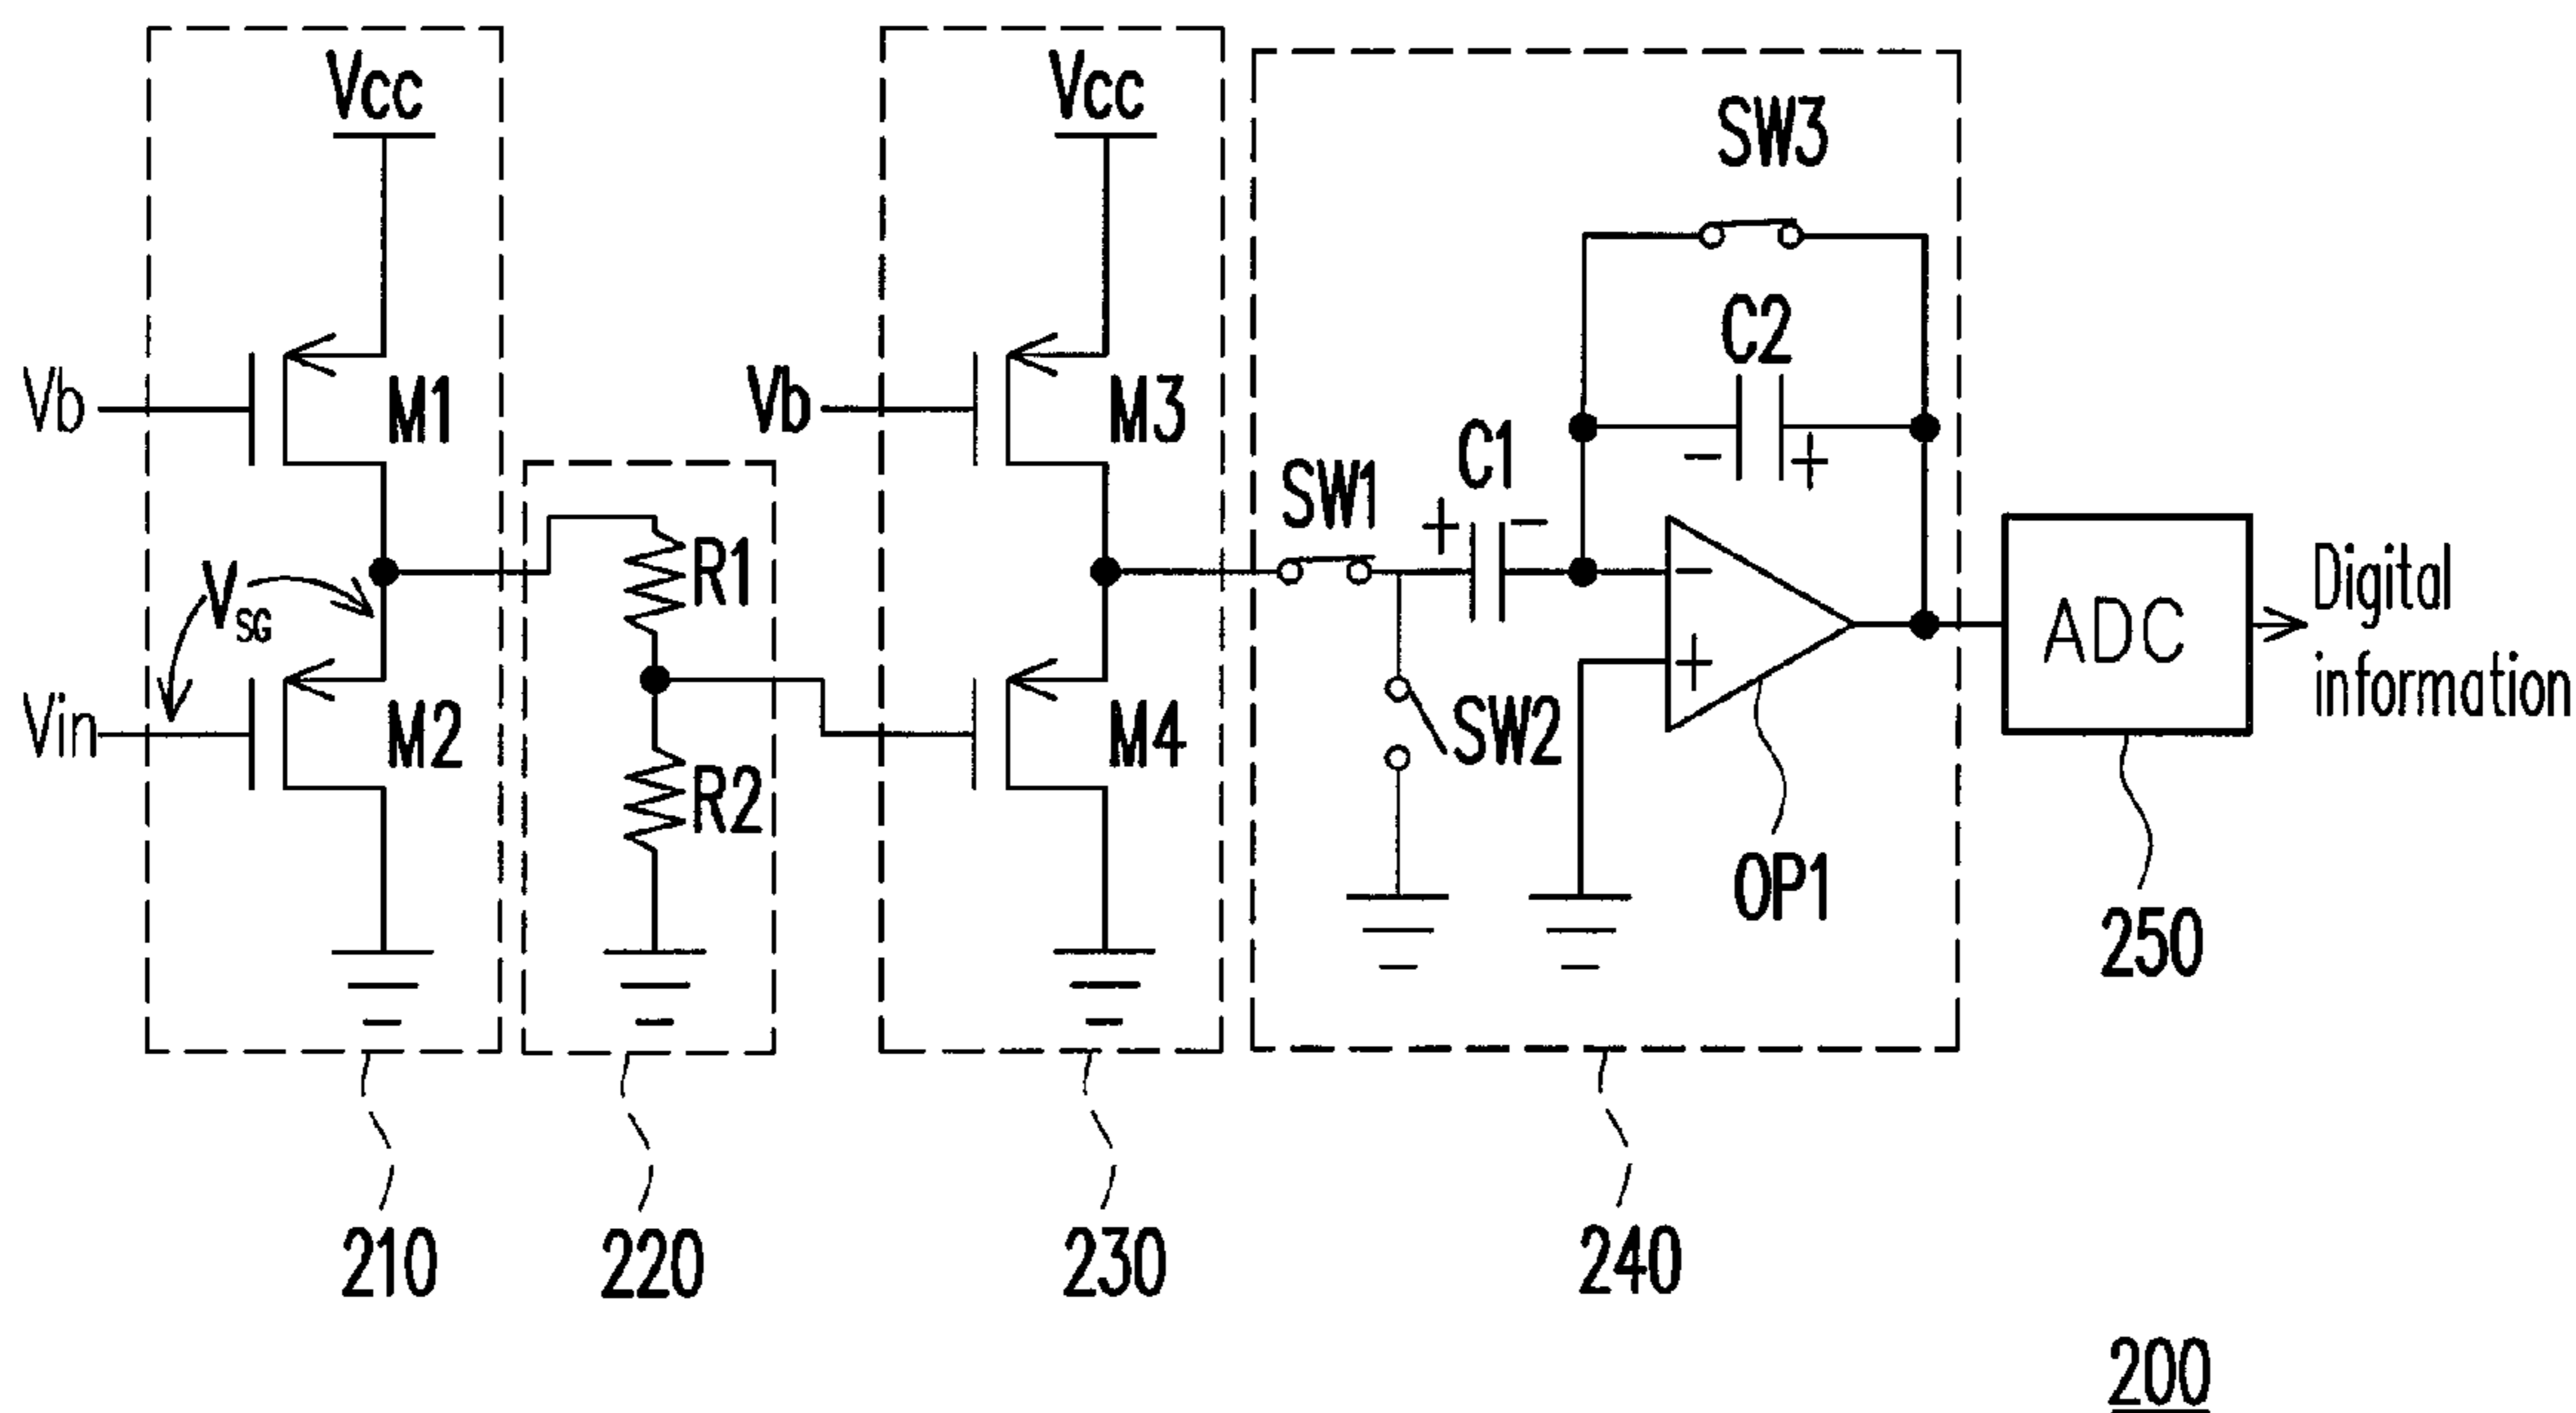 Vcc
Vcc
SW3
C2
Vb
M1
Vb
M3
C1
SW1
- +
+ -
VSG
R1
-
Digital
information
ADC
+
Vin
M2
M4
SW2
R2
OP1
250
210
220
230
240
200